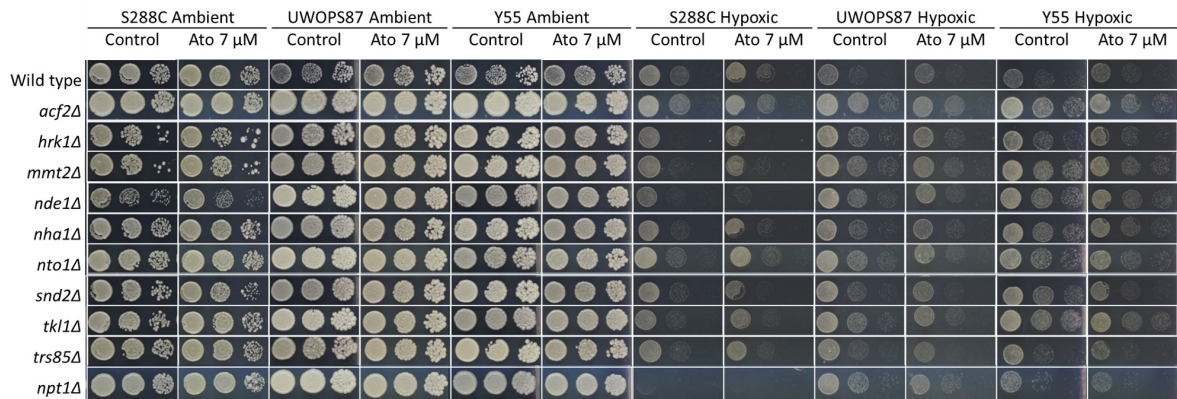 S288C Ambient UWOPS87 Ambient Y55 Ambient S288C Hypoxic UWOPS87 Hypoxic Y55 Hypoxic
Control Ato 7 μM Control Ato 7 μM Control Ato 7 μM Control Ato 7 μM Control Ato 7 μM Control Ato 7 μM
Wild type
acf2Δ
hrk1Δ
mmt2Δ
nde1Δ
nha1Δ
nto1Δ
snd2Δ
tkl1Δ
trs85Δ
npt1Δ